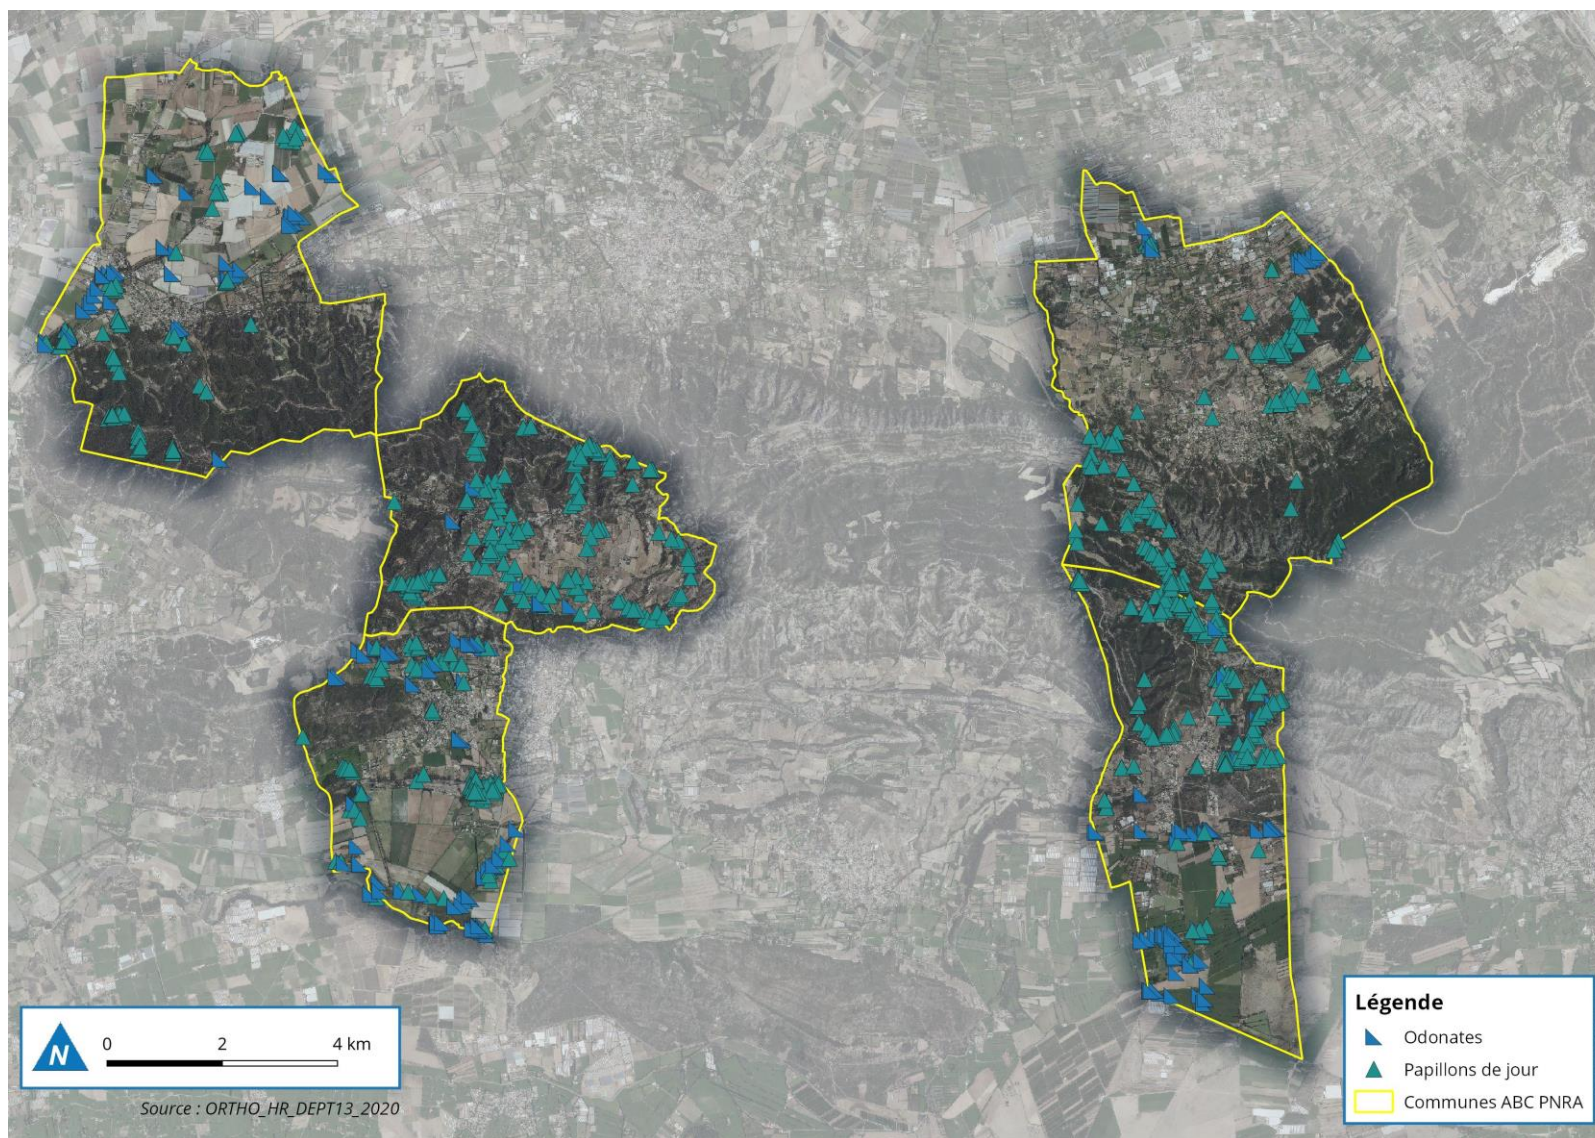 N
0 2 4 km
Source : ORTHO_HR_DEPT13_2020
Légende
Odonates
Papillons de jour
Communes ABC PNRA